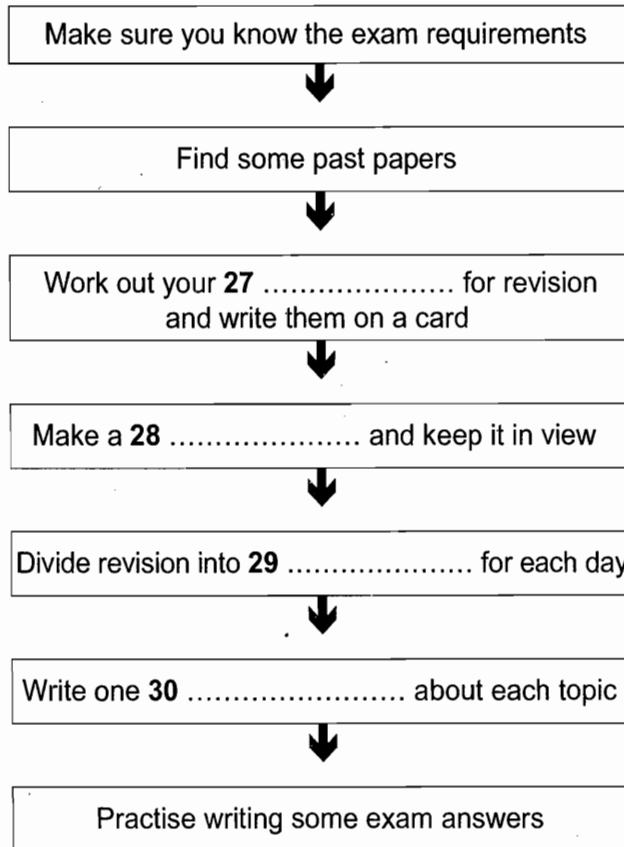 Make sure you know the exam requirements
Find some past papers
Work out your 27 ..................... for revision
and write them on a card
Make a 28 ..................... and keep it in view
Divide revision into 29 ..................... for each day
Write one 30 ........................ about each topic
Practise writing some exam answers